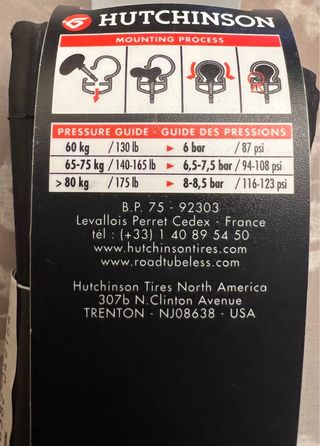 HUTCHINSON
MOUNTING PROCESS
PRESSURE GUIDE - GUIDE DES PRESSIONS
60 kg / 130 lb ► 6 bar / 87 psi
65-75 kg / 140-165 lb ► 6,5-7,5 bar / 94-108 psi
> 80 kg / 175 lb ► 8-8,5 bar / 116-123 psi
B.P. 75 - 92303
Levallois Perret Cedex - France
tél : (+33) 1 40 89 54 50
www.hutchinsontires.com
www.roadtubeless.com
Hutchinson Tires North America
307b N.Clinton Avenue
TRENTON - NJ08638 - USA